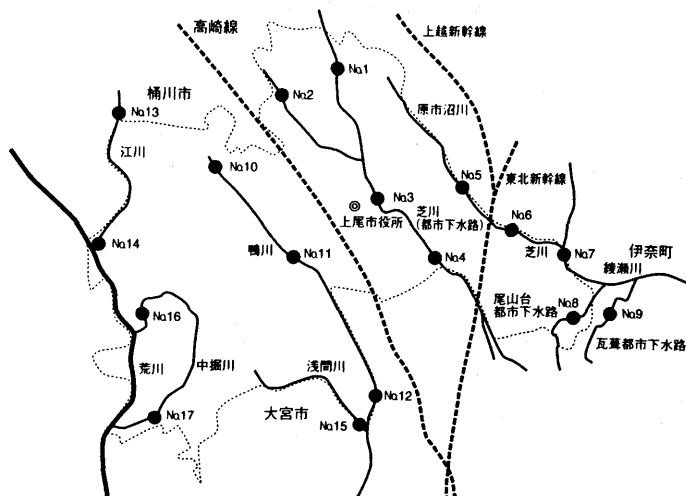 高崎線
上越新幹線
No.1
No.2
桶川市
No.13
原市沼川
江川
No.10
No.5
東北新幹線
No.3
上尾市役所
芝川
(都市下水路)
No.6
No.14
鴨川
No.11
No.4
芝川
No.7
伊奈町
綾瀬川
尾山台
都市下水路
No.8
No.9
No.16
瓦葺都市下水路
荒川
中堀川
浅間川
No.12
大宮市
No.17
No.15